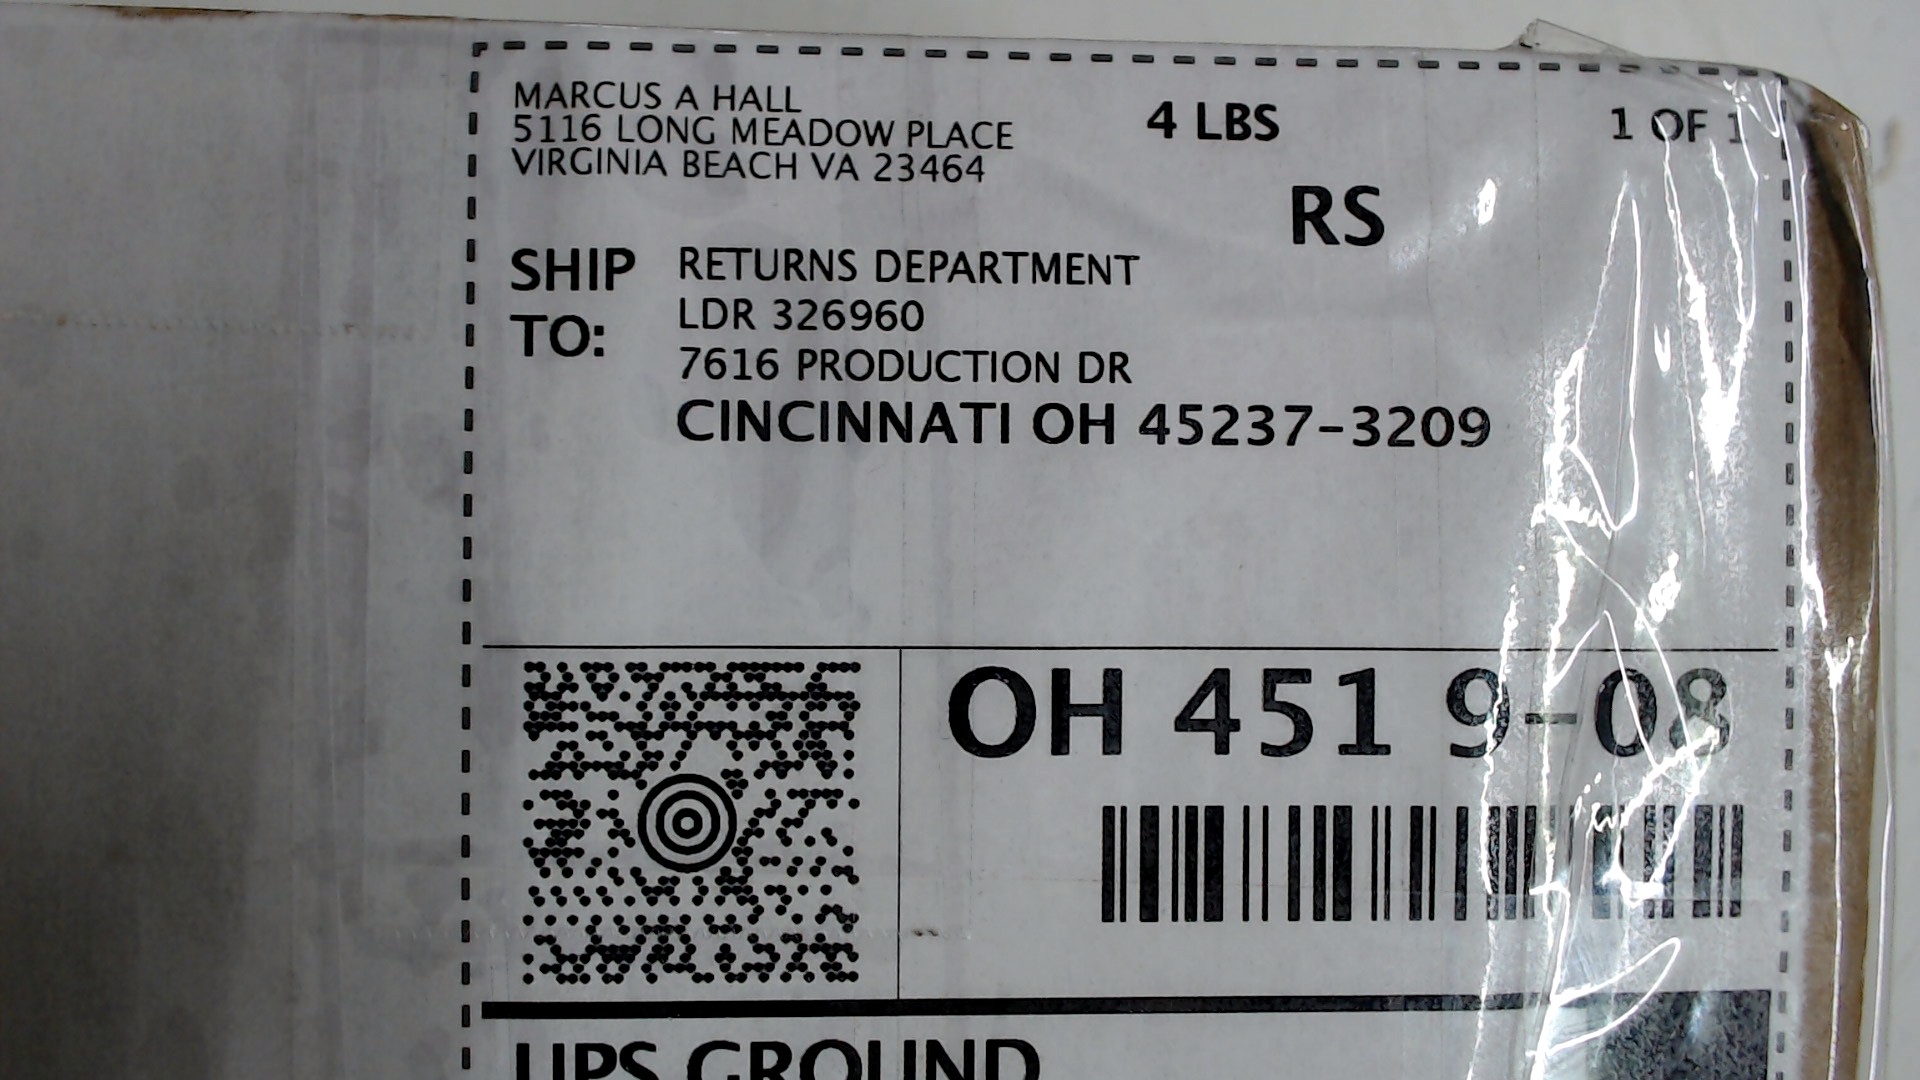 MARCUS A HALL
5116 LONG MEADOW PLACE
VIRGINIA BEACH VA 23464
4 LBS
1 OF 1
RS
SHIP TO:
RETURNS DEPARTMENT
LDR 326960
7616 PRODUCTION DR
CINCINNATI OH 45237-3209
OH 451 9-08
UPS GROUND